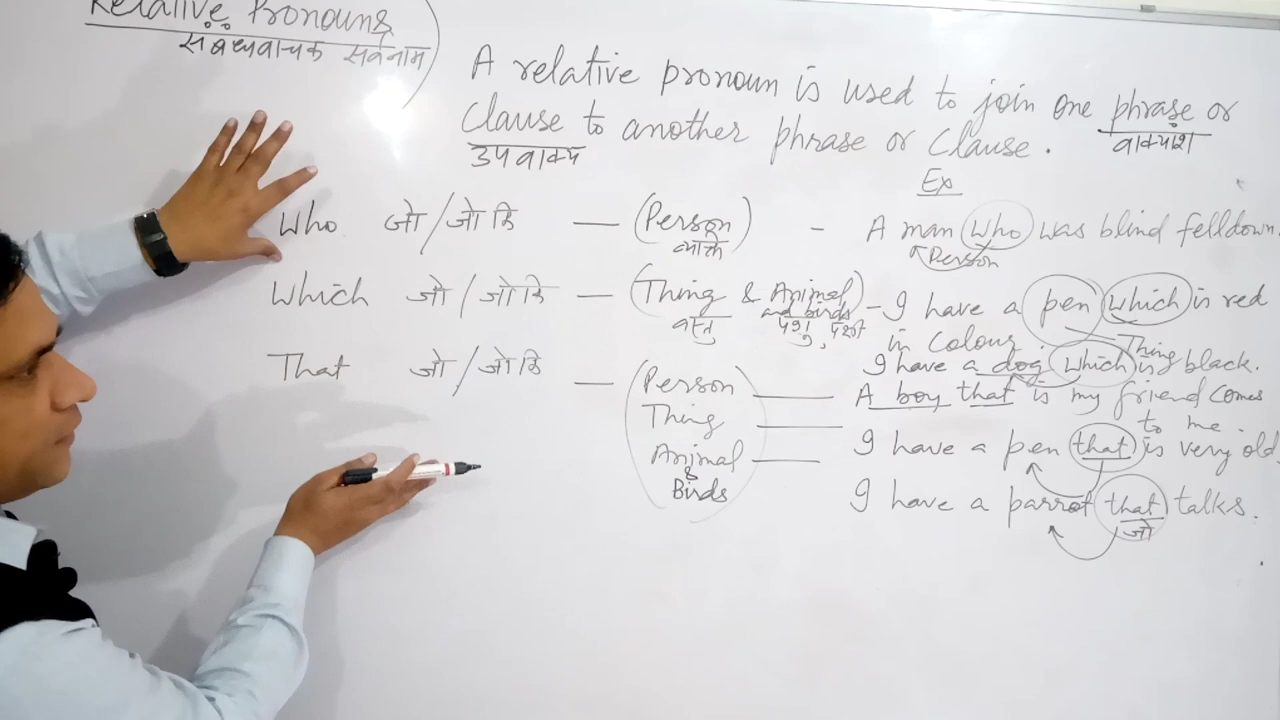 Relative Pronouns
संबंधवाचक सर्वनाम
A relative pronoun is used to join one phrase or
Clause to another phrase or Clause.
उपवाक्य
वाक्यांश
Ex
Who जो/जो कि — (Person) - A man who was blind felldown.
व्यक्ति
Person
Which जो/जो कि — (Thing & Animal) - I have a pen which is red
and birds
वस्तु पशु, पक्षी
in Colour
Thing
I have a dog which is black.
That जो/जो कि — Person — A boy that is my friend comes
to me.
Thing — I have a pen that is very old
Animal —
&
Birds
I have a parrot that talks.
जो